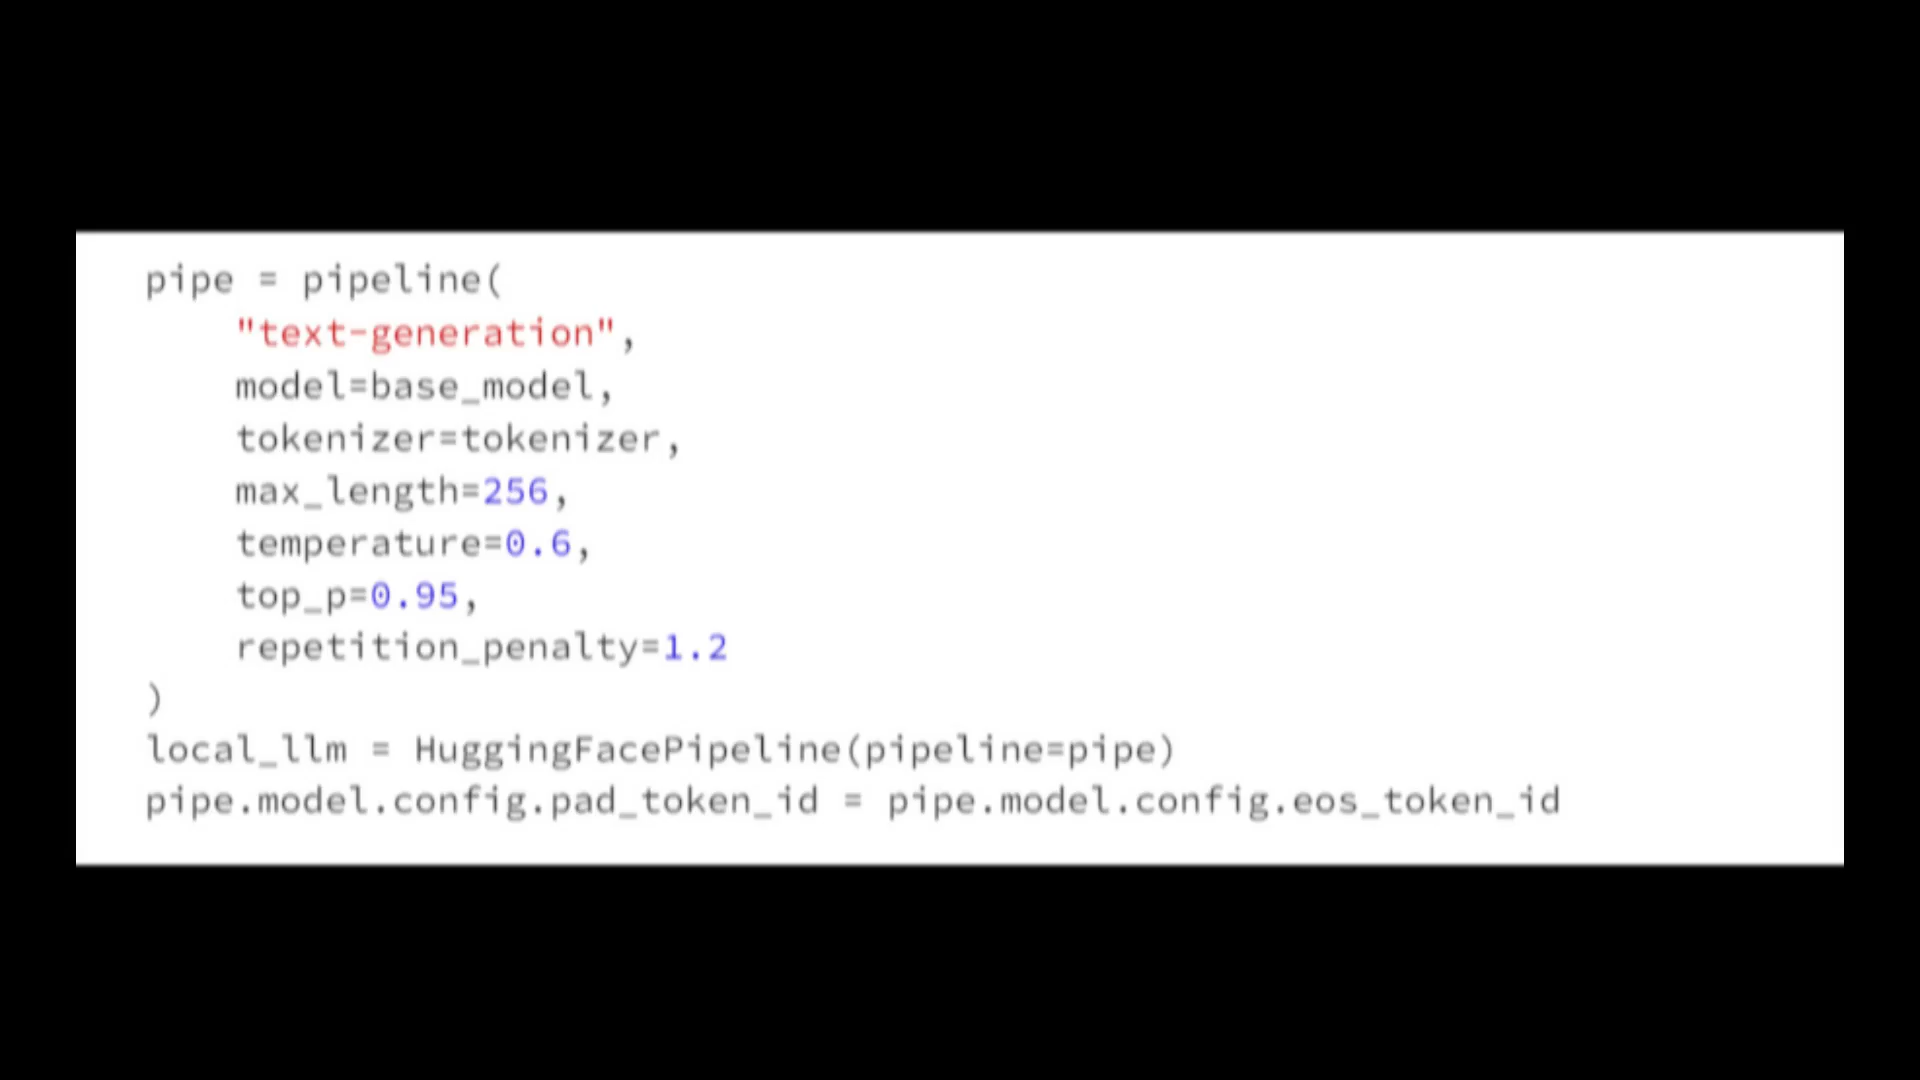 pipe = pipeline(
    "text-generation",
    model=base_model,
    tokenizer=tokenizer,
    max_length=256,
    temperature=0.6,
    top_p=0.95,
    repetition_penalty=1.2
)
local_llm = HuggingFacePipeline(pipeline=pipe)
pipe.model.config.pad_token_id = pipe.model.config.eos_token_id